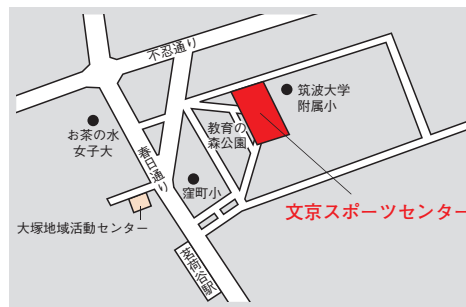 不忍通り
筑波大学
附属小
お茶の水
女子大
教育の
森公園
春日通り
窪町小
文京スポーツセンター
大塚地域活動センター
茗荷谷駅